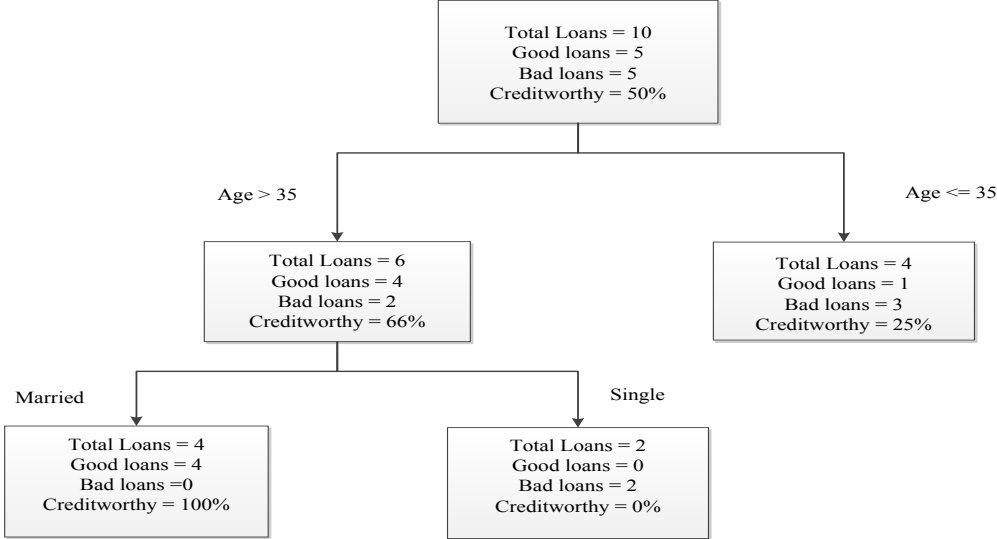 Total Loans = 10
Good loans = 5
Bad loans = 5
Creditworthy = 50%
Age > 35
Age <= 35
Total Loans = 6
Good loans = 4
Bad loans = 2
Creditworthy = 66%
Total Loans = 4
Good loans = 1
Bad loans = 3
Creditworthy = 25%
Married
Single
Total Loans = 4
Good loans = 4
Bad loans =0
Creditworthy = 100%
Total Loans = 2
Good loans = 0
Bad loans = 2
Creditworthy = 0%